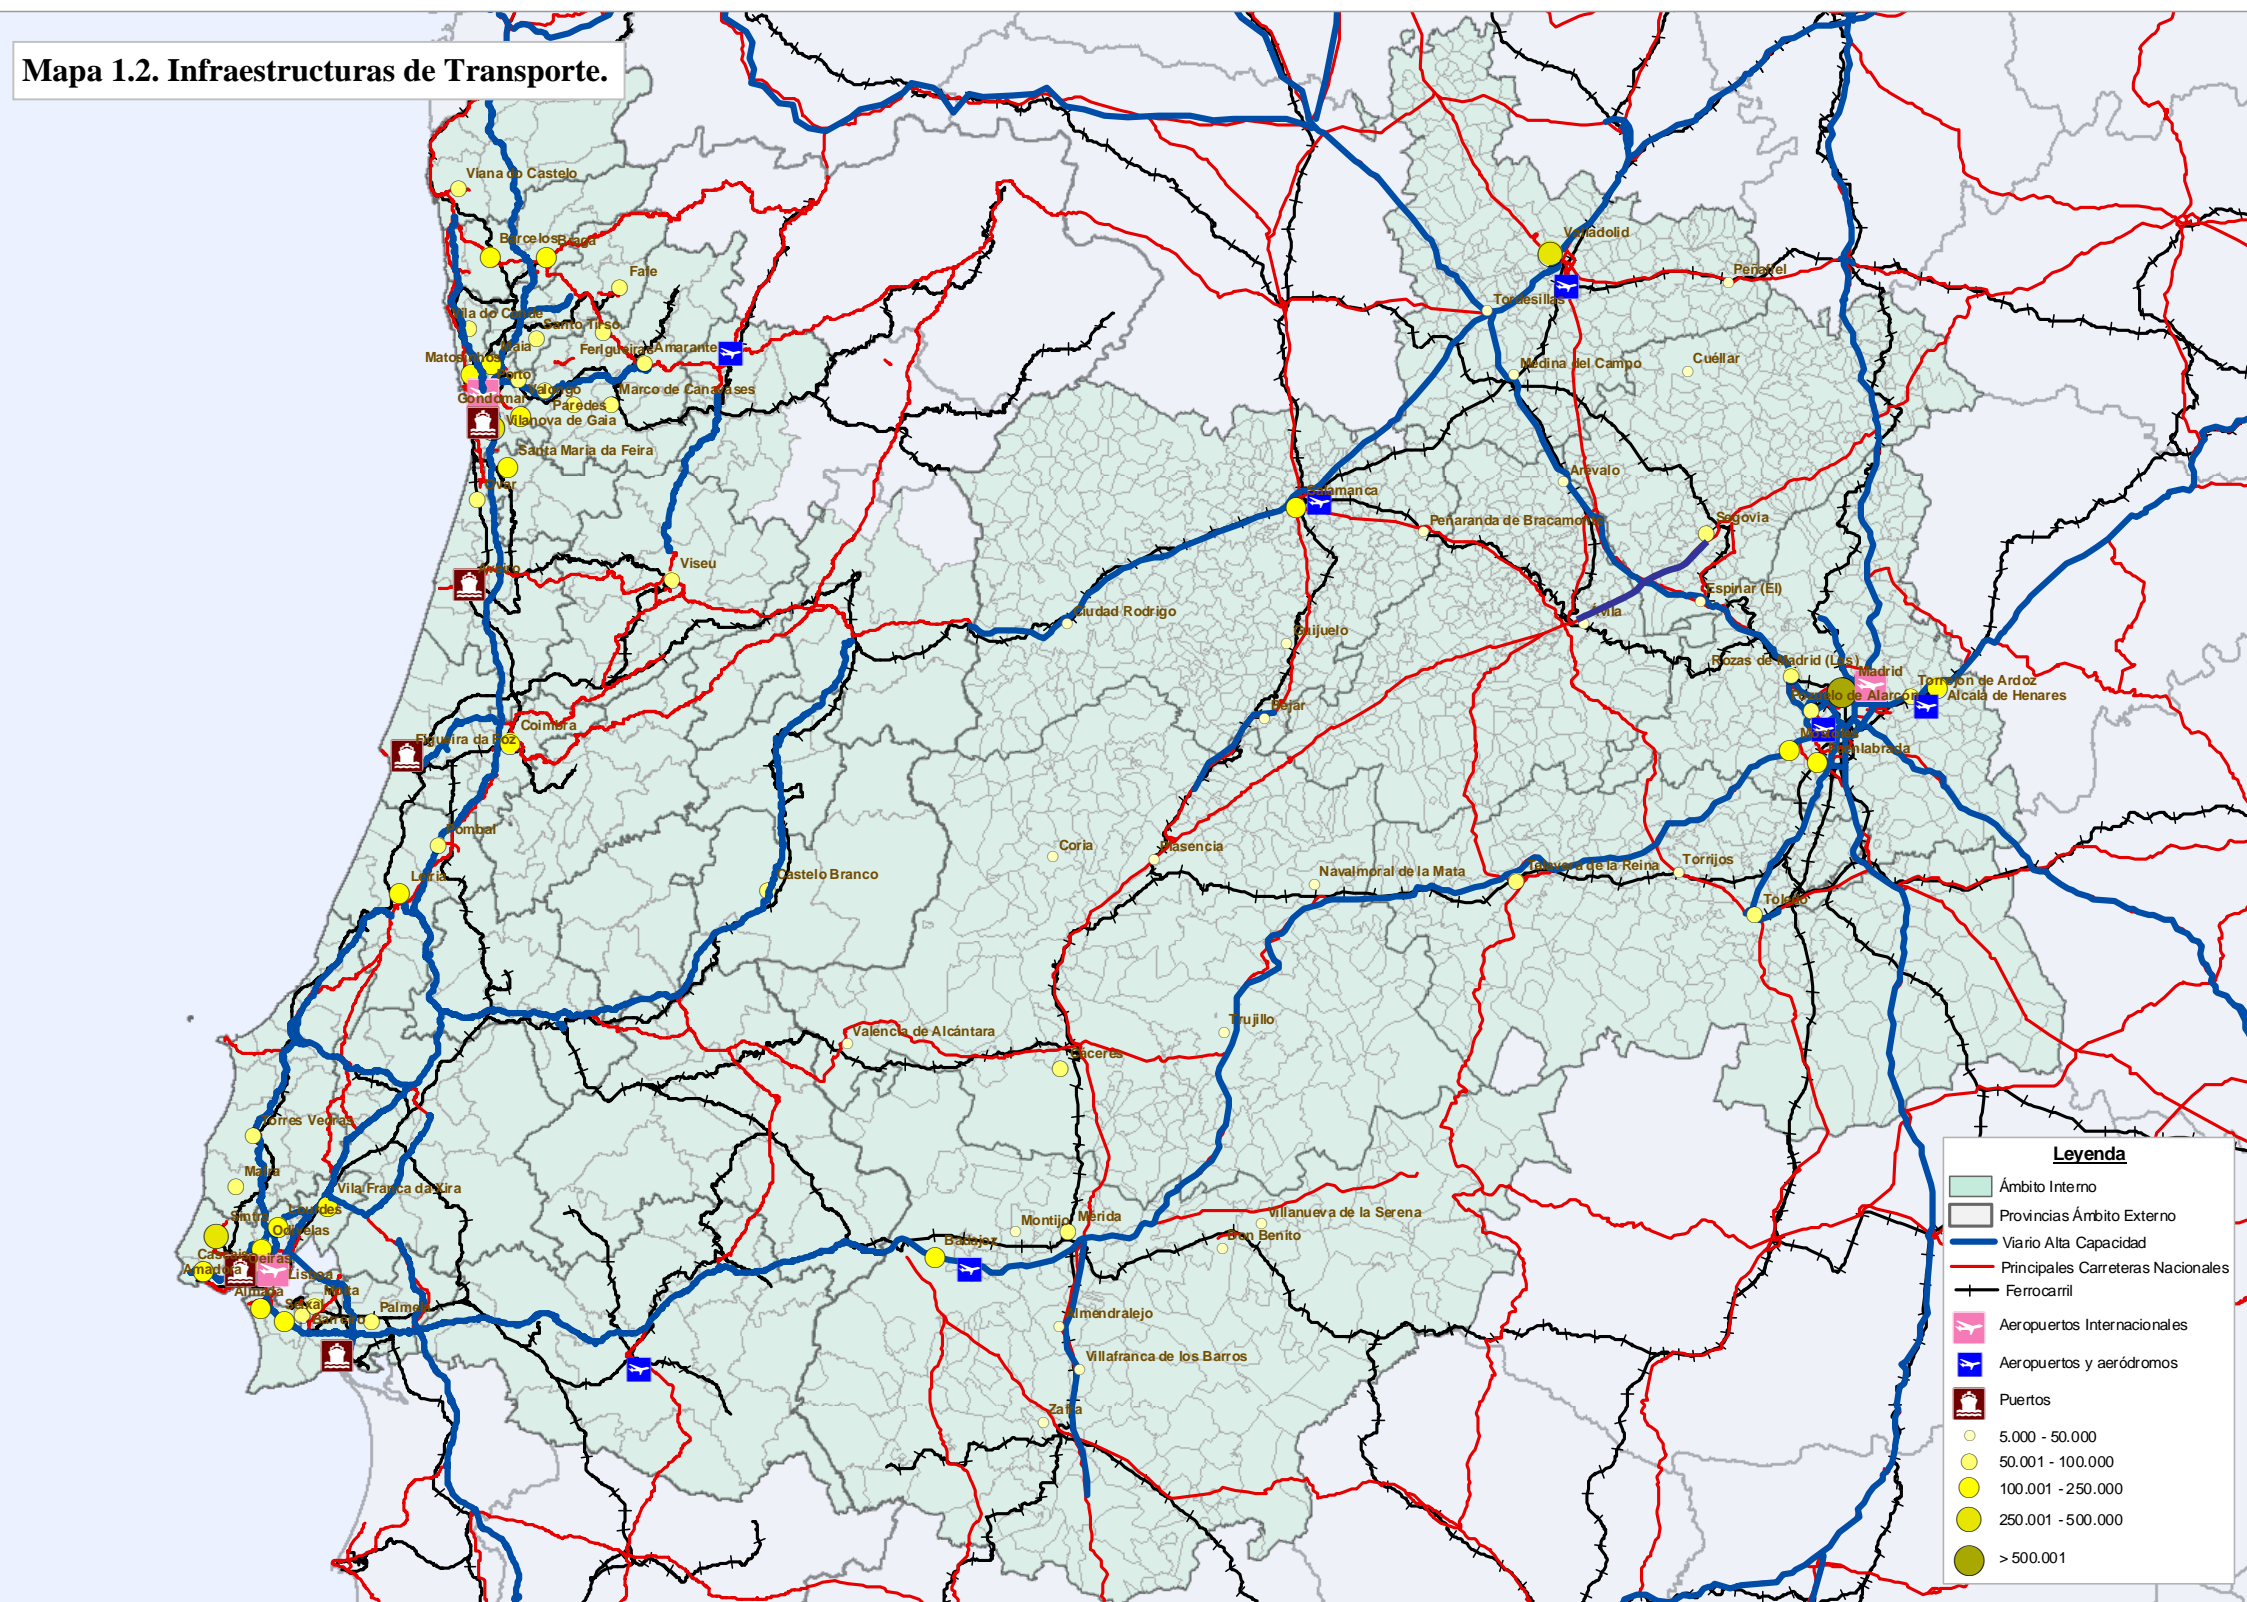 Mapa 1.2. Infraestructuras de Transporte.
Viana do Castelo
Barcelos
Braga
Fafe
Vila do Conde
Santo Tirso
Maia
Felgueiras
Amarante
Matosinhos
Porto
Valongo
Marco de Canaveses
Gondomar
Paredes
Vilanova de Gaia
Santa Maria da Feira
Ovar
Aveiro
Viseu
Coimbra
Figueira da Foz
Pombal
Leiria
Castelo Branco
Torres Vedras
Mafra
Vila Franca da Xira
Sintra
Lourdes
Odivelas
Cascais
Oeiras
Amadora
Lisboa
Almada
Seixal
Moita
Barreiro
Palmela
Valladolid
Peñafiel
Tordesillas
Medina del Campo
Cuéllar
Arévalo
Salamanca
Peñaranda de Bracamonte
Segovia
Espinar (El)
Ávila
Ciudad Rodrigo
Guijuelo
Béjar
Rozas de Madrid (Las)
Madrid
Torrejón de Ardoz
Pozuelo de Alarcón
Alcalá de Henares
Móstoles
Fuenlabrada
Coria
Plasencia
Navalmoral de la Mata
Talavera de la Reina
Torrijos
Toledo
Trujillo
Valencia de Alcántara
Cáceres
Montijo
Mérida
Villanueva de la Serena
Don Benito
Badajoz
Almendralejo
Villafranca de los Barros
Zafra
Leyenda
Ámbito Interno
Provincias Ámbito Externo
Viario Alta Capacidad
Principales Carreteras Nacionales
Ferrocarril
Aeropuertos Internacionales
Aeropuertos y aeródromos
Puertos
5.000 - 50.000
50.001 - 100.000
100.001 - 250.000
250.001 - 500.000
> 500.001